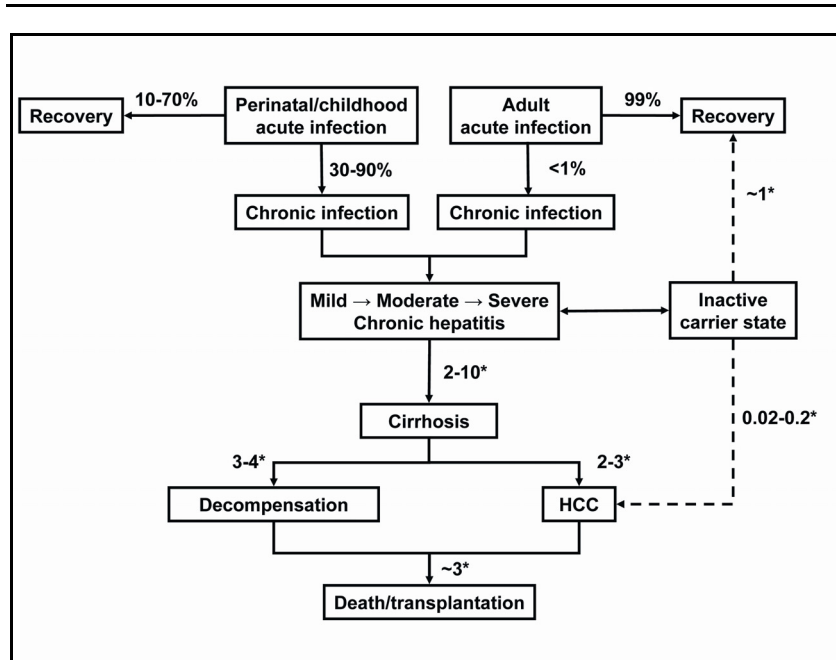 10-70%
Perinatal/childhood
acute infection
Adult
acute infection
99%
Recovery
Recovery
30-90%
<1%
~1*
Chronic infection
Chronic infection
Mild → Moderate → Severe
Chronic hepatitis
Inactive
carrier state
2-10*
Cirrhosis
0.02-0.2*
3-4*
2-3*
Decompensation
HCC
~3*
Death/transplantation